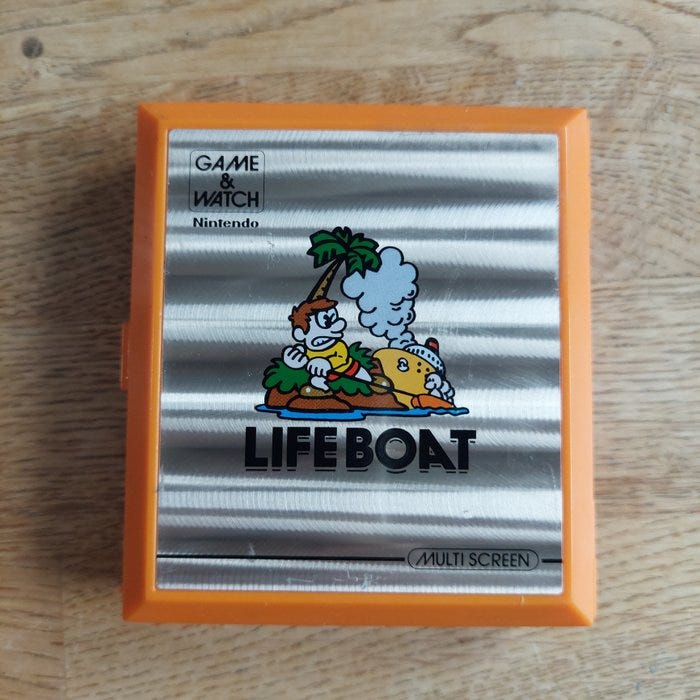 GAME
&
WATCH
Nintendo
LIFEBOAT
MULTI SCREEN